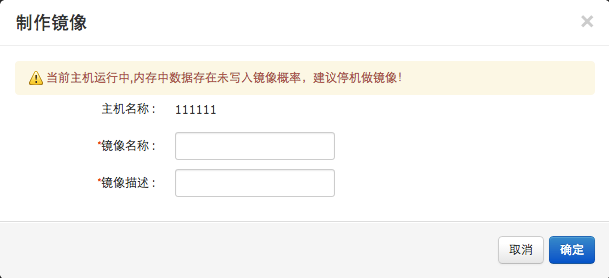 制作镜像
×
当前主机运行中,内存中数据存在未写入镜像概率，建议停机做镜像！
主机名称： 111111
*镜像名称：
*镜像描述：
取消 确定